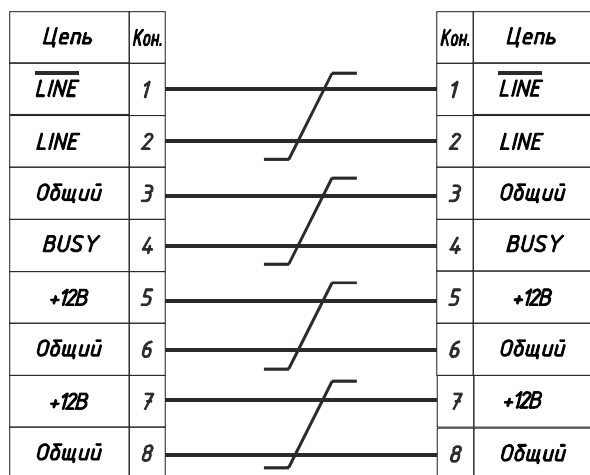 Цепь Кон. Кон. Цепь
LINE 1 1 LINE
LINE 2 2 LINE
Общий 3 3 Общий
BUSY 4 4 BUSY
+12В 5 5 +12В
Общий 6 6 Общий
+12В 7 7 +12В
Общий 8 8 Общий